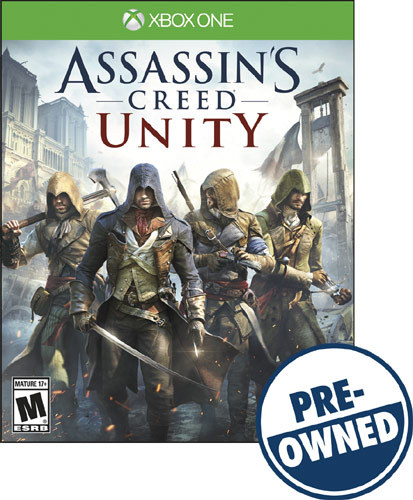 XBOX ONE
ASSASSIN'S
CREED
UNITY
MATURE 17+
M
ESRB
PRE-
OWNED